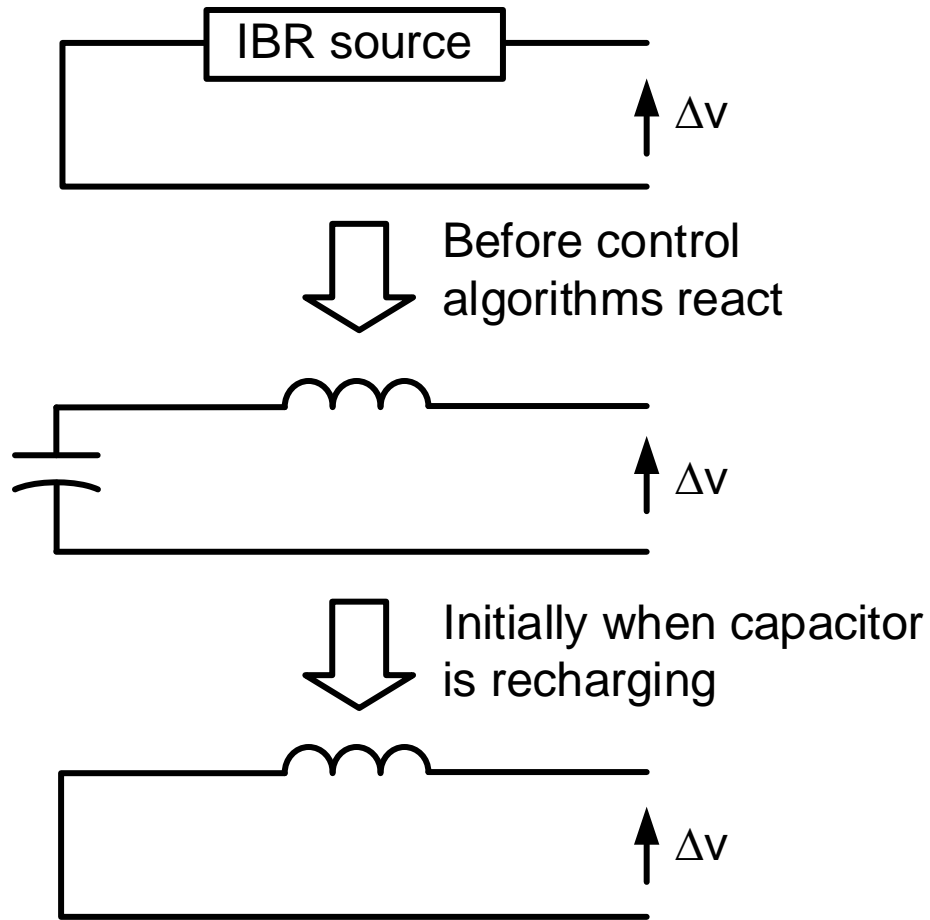 IBR source
Δv
Before control
algorithms react
Δv
Initially when capacitor
is recharging
Δv